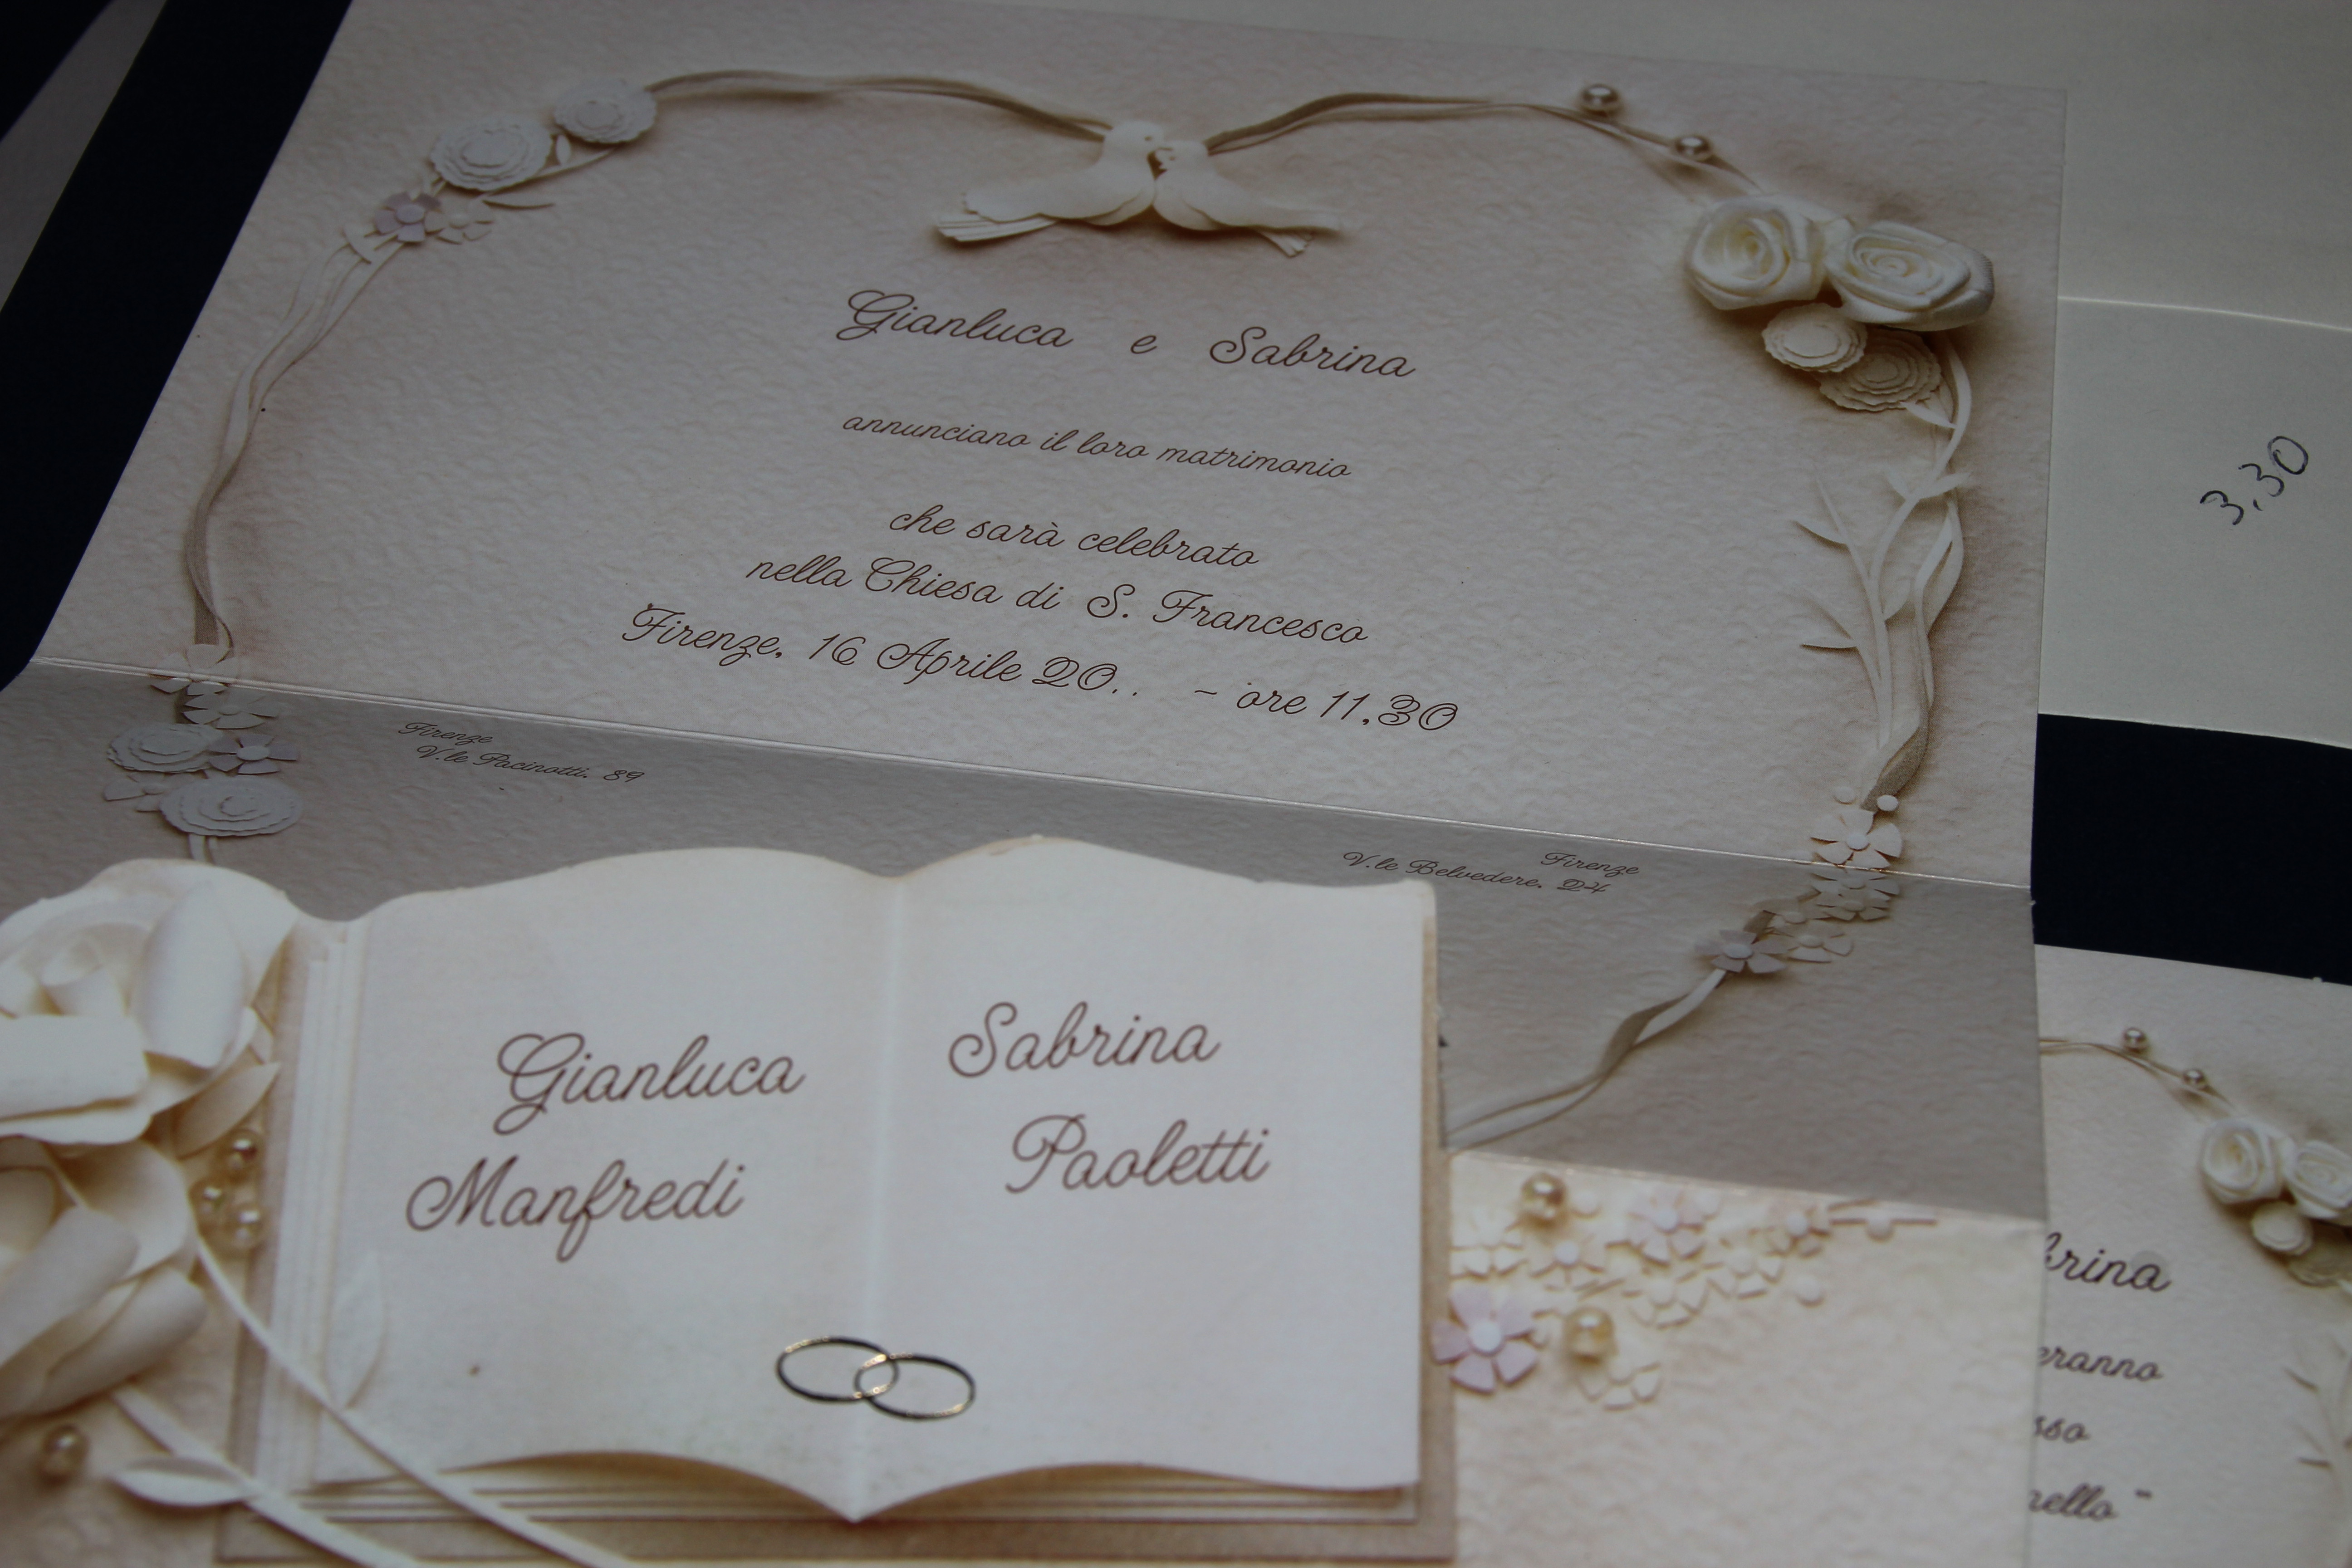 Gianluca e Sabrina
annunciano il loro matrimonio
che sarà celebrato
nella Chiesa di S. Francesco
Firenze, 16 Aprile 20.. - ore 11,30
Firenze
V.le Pacinotti, 89
Firenze
V.le Belvedere, 24
Gianluca
Manfredi
Sabrina
Paoletti
3,30
brina
eranno
sso
nello"